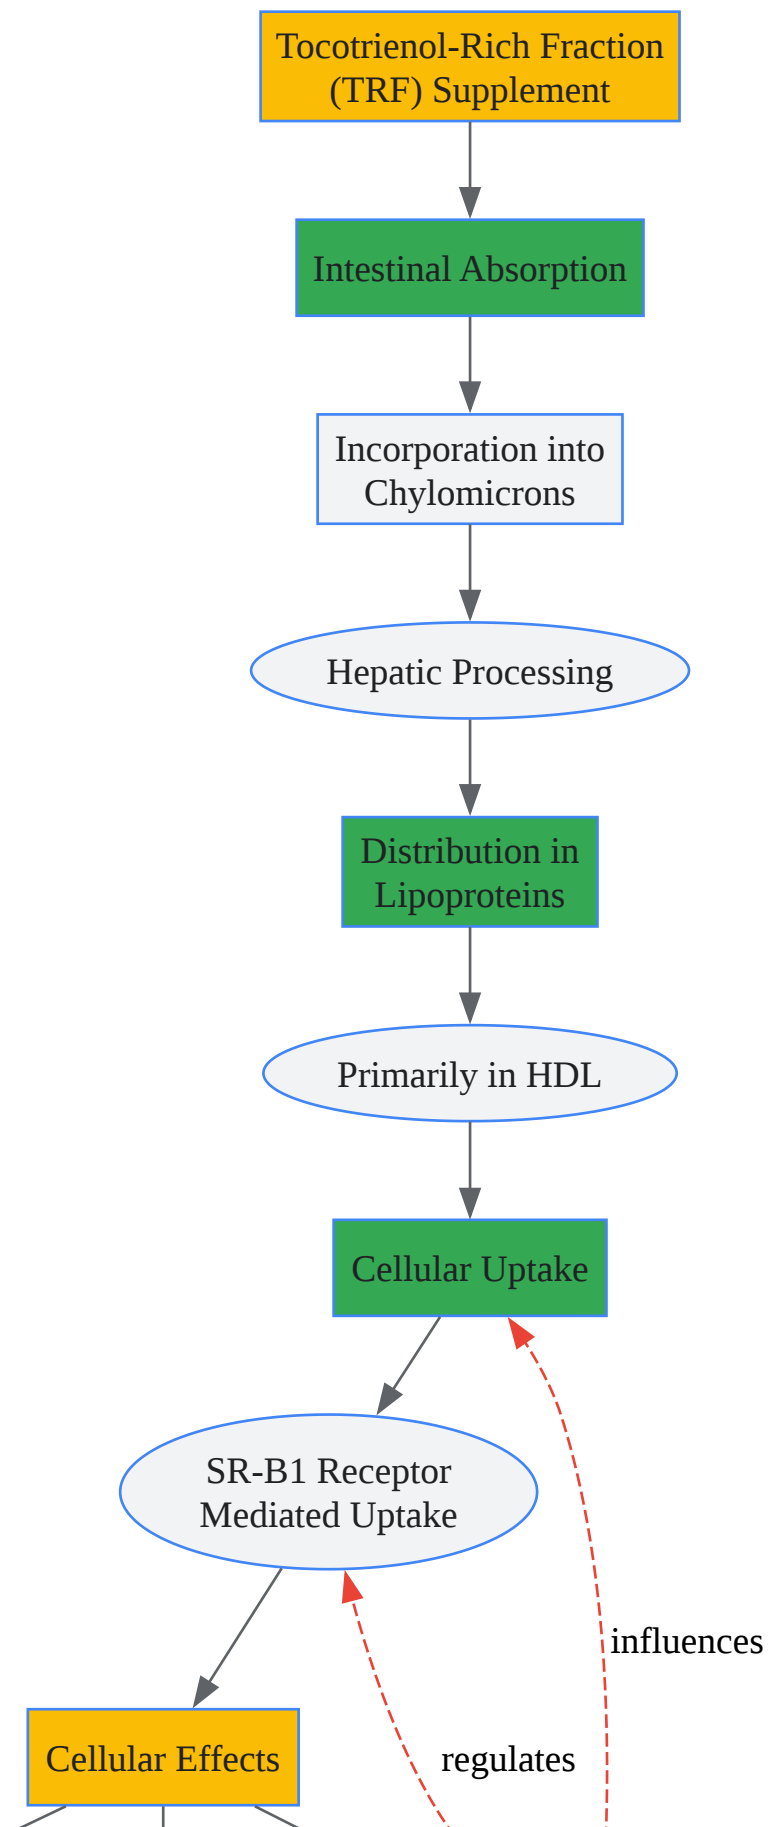 Tocotrienol-Rich Fraction
(TRF) Supplement
Intestinal Absorption
Incorporation into
Chylomicrons
Hepatic Processing
Distribution in
Lipoproteins
Primarily in HDL
Cellular Uptake
SR-B1 Receptor
Mediated Uptake
influences
Cellular Effects
regulates